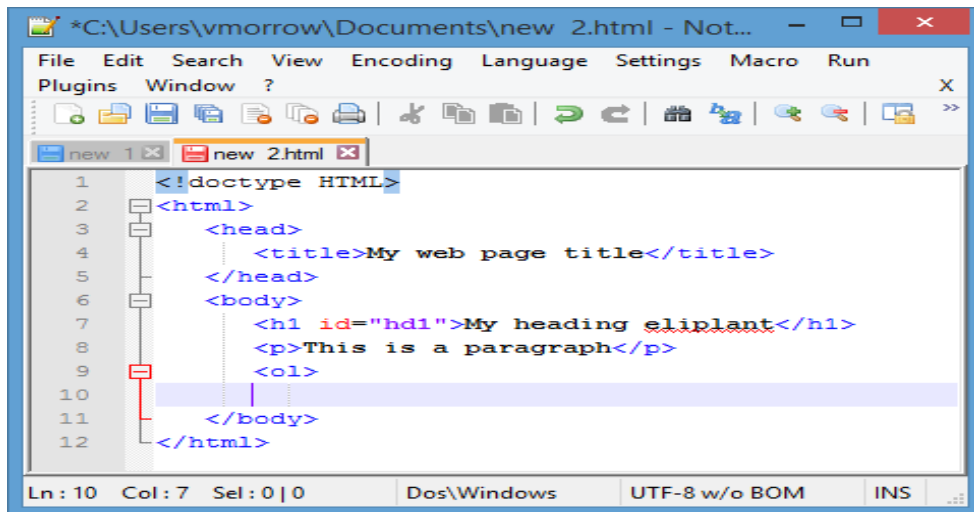 *C:\Users\vmorrow\Documents\new 2.html - Not...
File Edit Search View Encoding Language Settings Macro Run
Plugins Window ? X
new 1 new 2.html
1 <!doctype HTML>
2 <html>
3 <head>
4 <title>My web page title</title>
5 </head>
6 <body>
7 <h1 id="hd1">My heading eliplant</h1>
8 <p>This is a paragraph</p>
9 <ol>
10
11 </body>
12 </html>
Ln : 10 Col : 7 Sel : 0 | 0 Dos\Windows UTF-8 w/o BOM INS